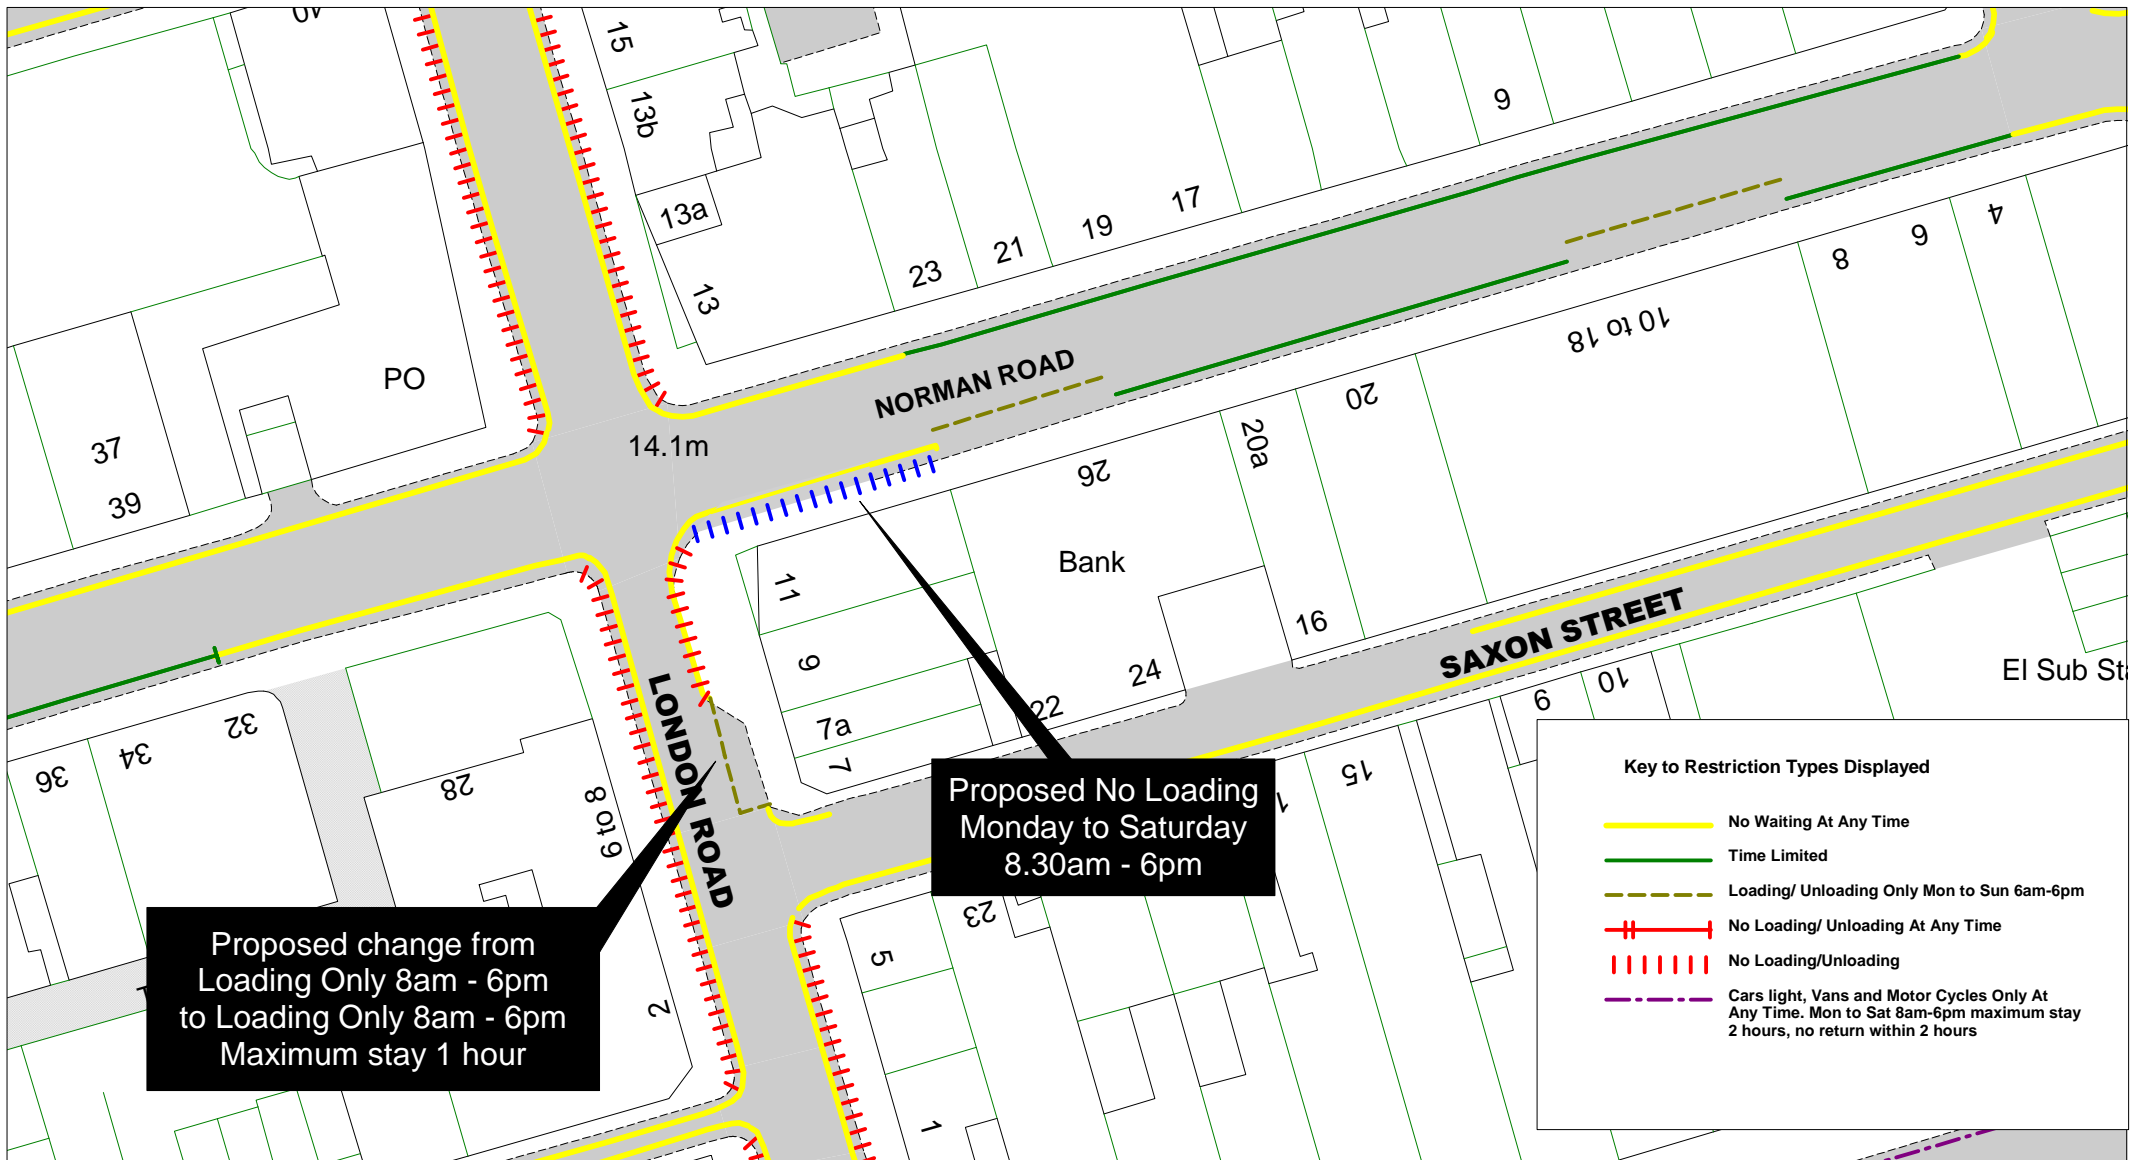 40
15
13b
13a
13
23
21
19
17
9
PO
37
39
14.1m
NORMAN ROAD
10 to 18
8
6
4
20
20a
26
Bank
11
9
7a
7
22
24
16
SAXON STREET
El Sub Sta
9
10
15
1
23
5
1
2
LONDON ROAD
32
34
36
28
8 to 9
Proposed No Loading
Monday to Saturday
8.30am - 6pm
Proposed change from
Loading Only 8am - 6pm
to Loading Only 8am - 6pm
Maximum stay 1 hour
Key to Restriction Types Displayed
No Waiting At Any Time
Time Limited
Loading/ Unloading Only Mon to Sun 6am-6pm
No Loading/ Unloading At Any Time
No Loading/Unloading
Cars light, Vans and Motor Cycles Only At
Any Time. Mon to Sat 8am-6pm maximum stay
2 hours, no return within 2 hours